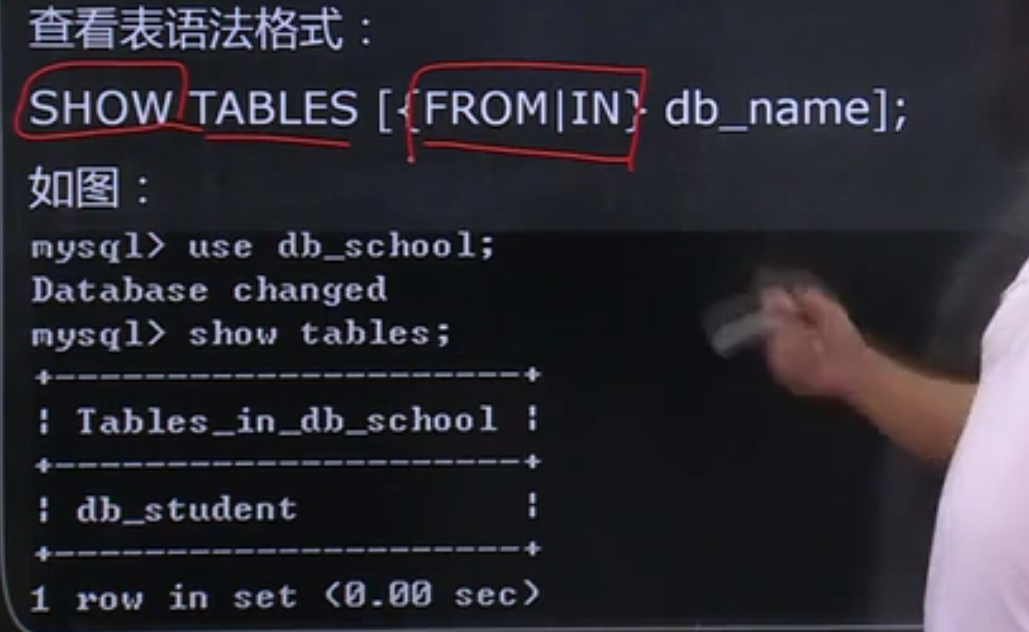 查看表语法格式：
SHOW TABLES [{FROM|IN} db_name];
如图：
mysql> use db_school;
Database changed
mysql> show tables;
+----------------------+
| Tables_in_db_school |
+----------------------+
| db_student          |
+----------------------+
1 row in set (0.00 sec)